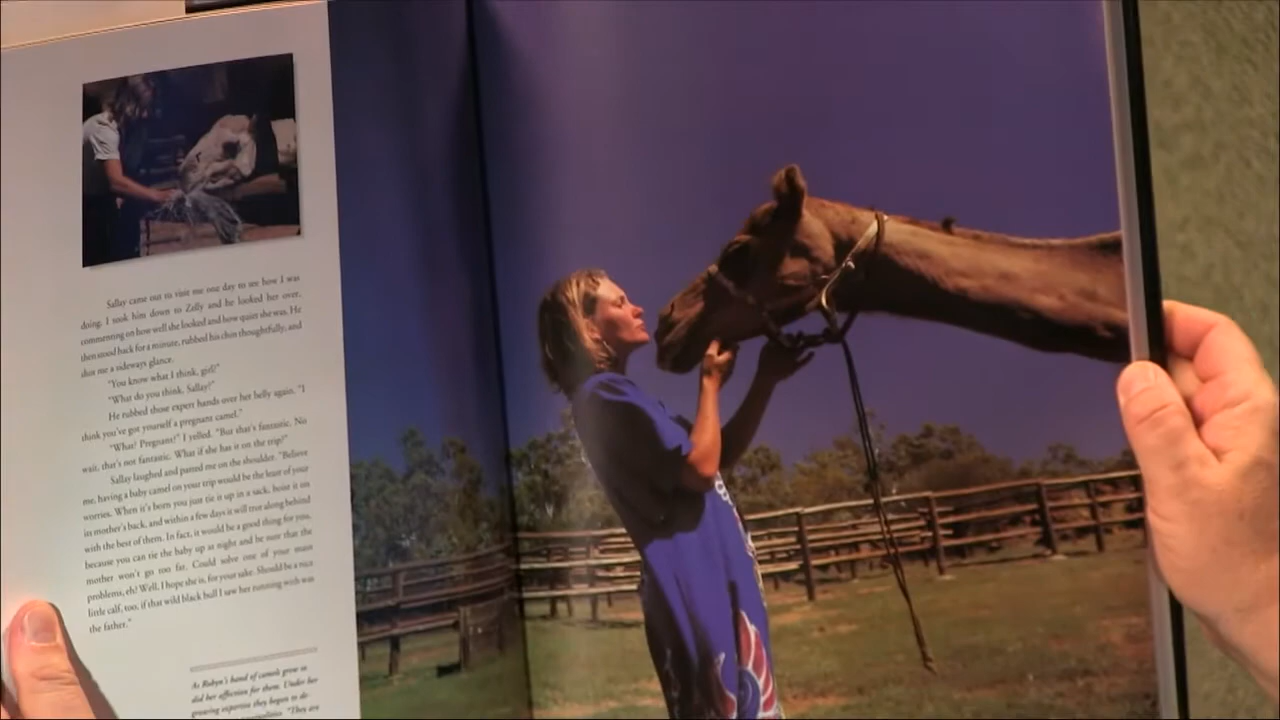 Sallay came out to visit me one day to see how I was
doing. I took him down to Zelly and he looked her over,
commenting on how well she looked and how quiet she was. He
then stood back for a minute, rubbed his chin thoughtfully, and
shot me a sideways glance.
"You know what I think, girl?"
"What do you think, Sallay?"
He rubbed those expert hands over her belly again. "I
think you've got yourself a pregnant camel."
"What? Pregnant?" I yelled. "But that's fantastic. No
wait, that's not fantastic. What if she has it on the trip?"
Sallay laughed and patted me on the shoulder. "Believe
me, having a baby camel on your trip would be the least of your
worries. When it's born you just tie it up in a sack, hoist it on
its mother's back, and within a few days it will trot along behind
with the best of them. In fact, it would be a good thing for you,
because you can tie the baby up at night and be sure that the
mother won't go too far. Could solve one of your main
problems, eh? Well, I hope she is, for your sake. Should be a nice
little calf, too, if that wild black bull I saw her running with was
the father."
As Robyn's band of camels grew so
did her affection for them. Under her
growing expertise they began to de-
"They are